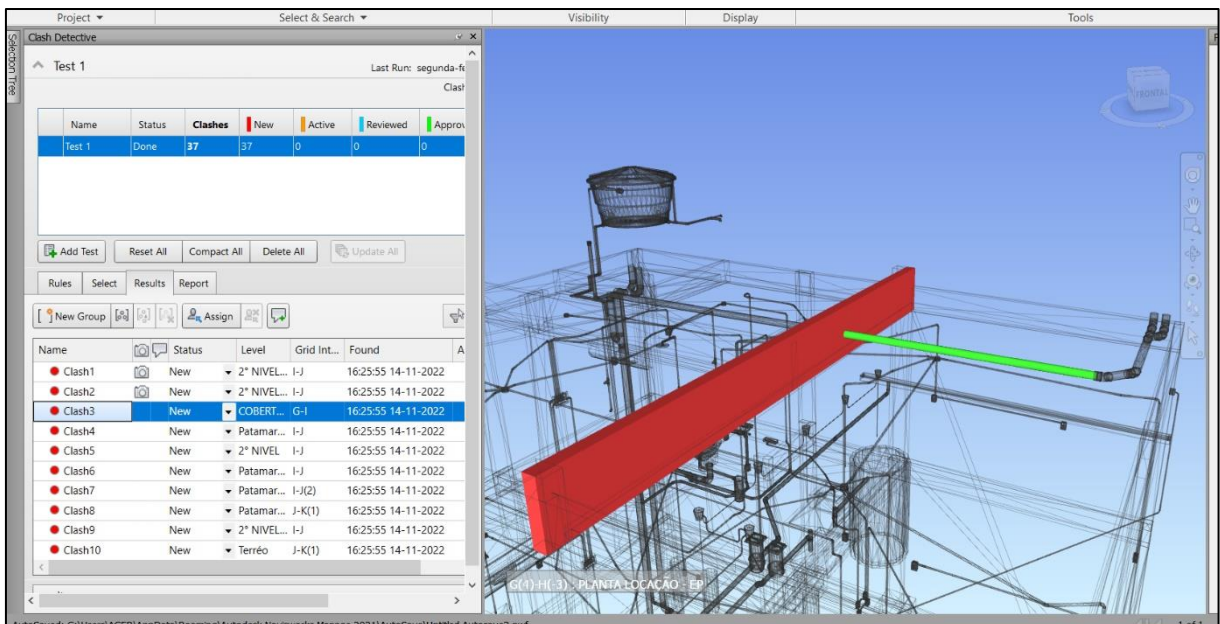 Project Select & Search Visibility Display Tools
Selection Tree
Clash Detective
Test 1 Last Run: segunda-fe
Clash
Name Status Clashes New Active Reviewed Approv
Test 1 Done 37 37 0 0 0
Add Test Reset All Compact All Delete All Update All
Rules Select Results Report
New Group Assign
Name Status Level Grid Int... Found A
Clash1 New 2° NIVEL... I-J 16:25:55 14-11-2022
Clash2 New 2° NIVEL... I-J 16:25:55 14-11-2022
Clash3 New COBERT... G-I 16:25:55 14-11-2022
Clash4 New Patamar... I-J 16:25:55 14-11-2022
Clash5 New 2° NIVEL I-J 16:25:55 14-11-2022
Clash6 New Patamar... I-J 16:25:55 14-11-2022
Clash7 New Patamar... I-J(2) 16:25:55 14-11-2022
Clash8 New Patamar... J-K(1) 16:25:55 14-11-2022
Clash9 New 2° NIVEL... I-J 16:25:55 14-11-2022
Clash10 New Terréo J-K(1) 16:25:55 14-11-2022
FRONTAL
G(4)-H(-3) : PLANTA LOCAÇÃO - EP
1 of 1